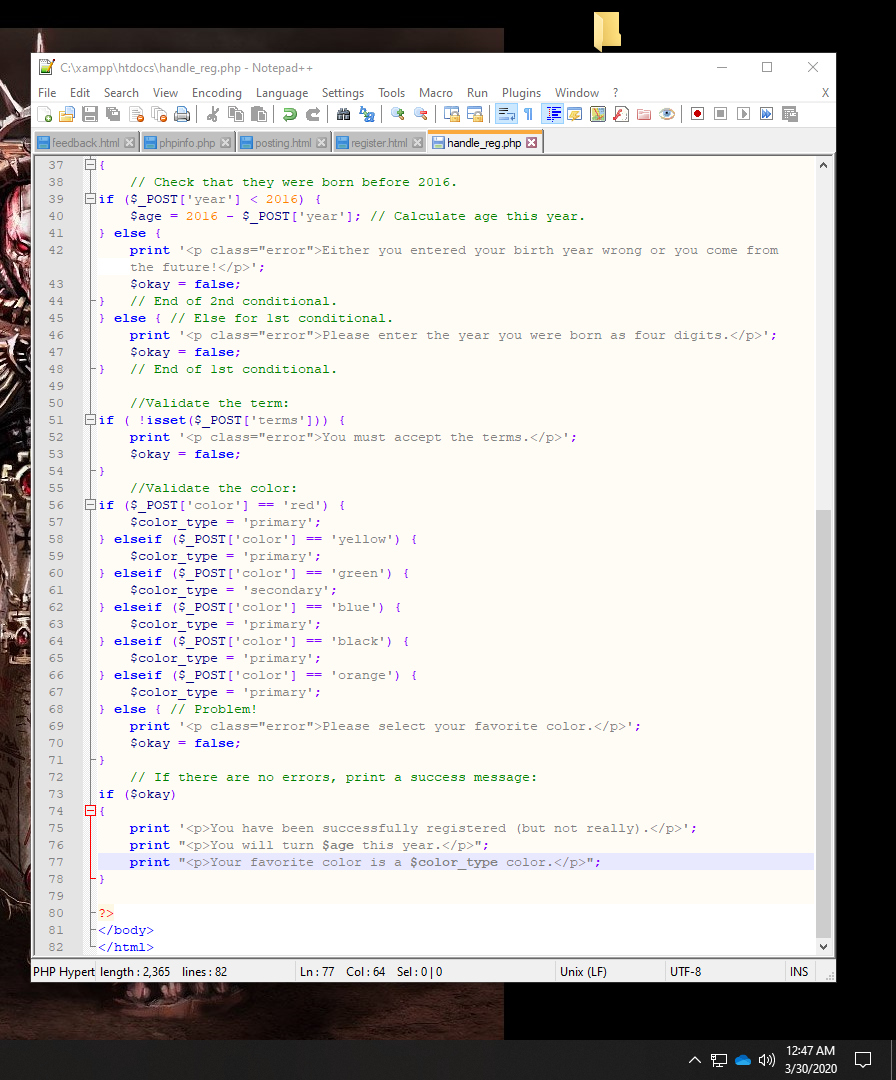 C:\xampp\htdocs\handle_reg.php - Notepad++
File Edit Search View Encoding Language Settings Tools Macro Run Plugins Window ? X
feedback.html phpinfo.php posting.html register.html handle_reg.php
37 {
38 // Check that they were born before 2016.
39 if ($_POST['year'] < 2016) {
40 $age = 2016 - $_POST['year']; // Calculate age this year.
41 } else {
42 print '<p class="error">Either you entered your birth year wrong or you come from
the future!</p>';
43 $okay = false;
44 } // End of 2nd conditional.
45 } else { // Else for 1st conditional.
46 print '<p class="error">Please enter the year you were born as four digits.</p>';
47 $okay = false;
48 } // End of 1st conditional.
49
50 //Validate the term:
51 if ( !isset($_POST['terms'])) {
52 print '<p class="error">You must accept the terms.</p>';
53 $okay = false;
54 }
55 //Validate the color:
56 if ($_POST['color'] == 'red') {
57 $color_type = 'primary';
58 } elseif ($_POST['color'] == 'yellow') {
59 $color_type = 'primary';
60 } elseif ($_POST['color'] == 'green') {
61 $color_type = 'secondary';
62 } elseif ($_POST['color'] == 'blue') {
63 $color_type = 'primary';
64 } elseif ($_POST['color'] == 'black') {
65 $color_type = 'primary';
66 } elseif ($_POST['color'] == 'orange') {
67 $color_type = 'primary';
68 } else { // Problem!
69 print '<p class="error">Please select your favorite color.</p>';
70 $okay = false;
71 }
72 // If there are no errors, print a success message:
73 if ($okay)
74 {
75 print '<p>You have been successfully registered (but not really).</p>';
76 print "<p>You will turn $age this year.</p>";
77 print "<p>Your favorite color is a $color_type color.</p>";
78 }
79
80 ?>
81 </body>
82 </html>
PHP Hypert length : 2,365 lines : 82 Ln : 77 Col : 64 Sel : 0 | 0 Unix (LF) UTF-8 INS
12:47 AM
3/30/2020